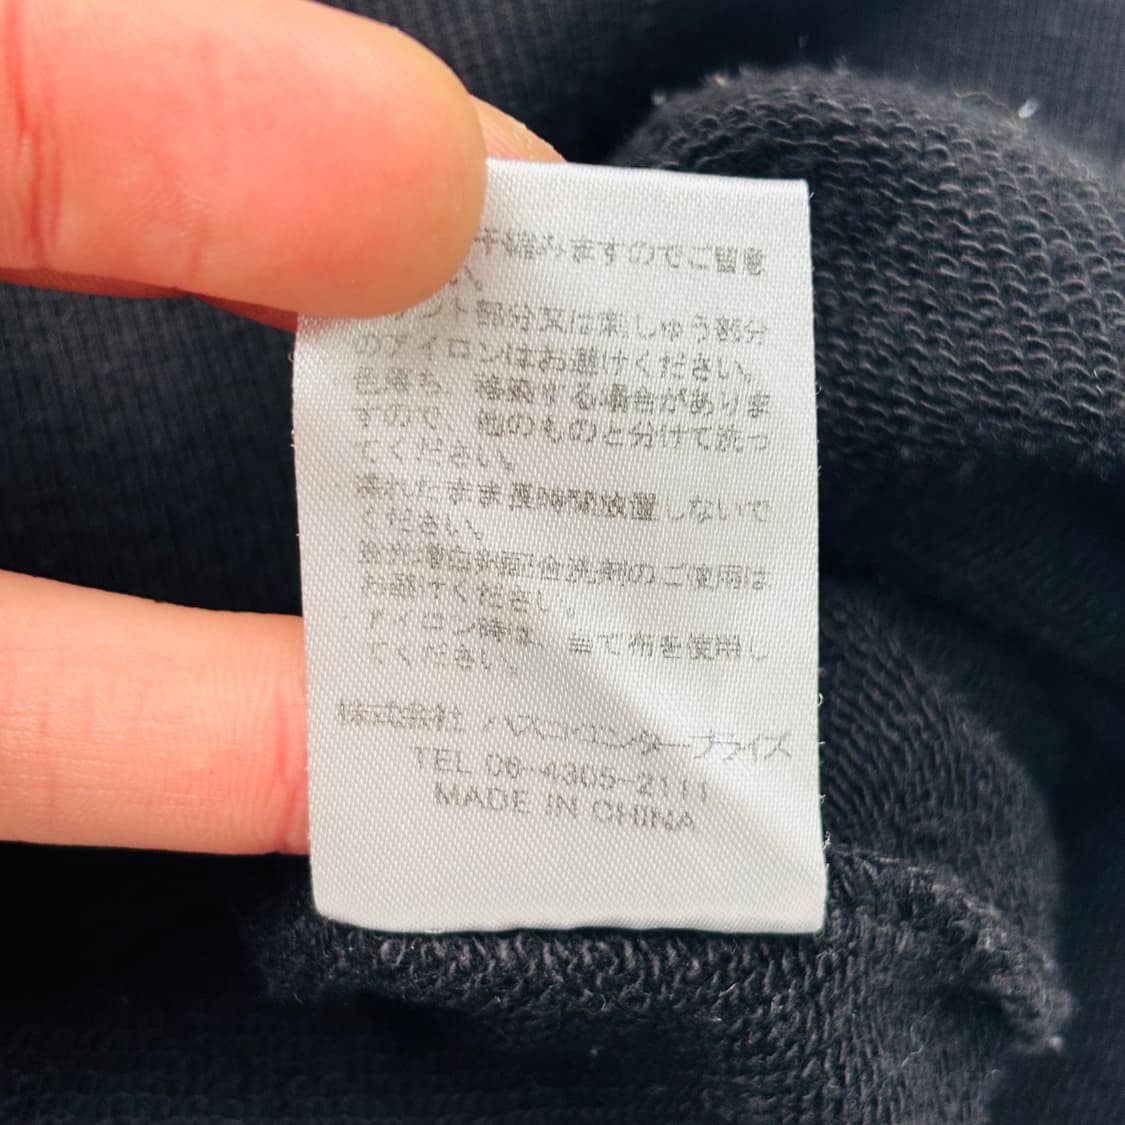 干縮みますのでご留意
い。
ント部分又は刺しゅう部分
のアイロンはお避けください。
色落ち、移染する場合がありま
すので、他のものと分けて洗っ
てください。
濡れたまま長時間放置しないで
ください。
蛍光増白剤配合洗剤のご使用は
お避けください。
アイロン時は、当て布を使用し
てください。
株式会社 ハスコ・エンタープライズ
TEL 06-4305-2111
MADE IN CHINA